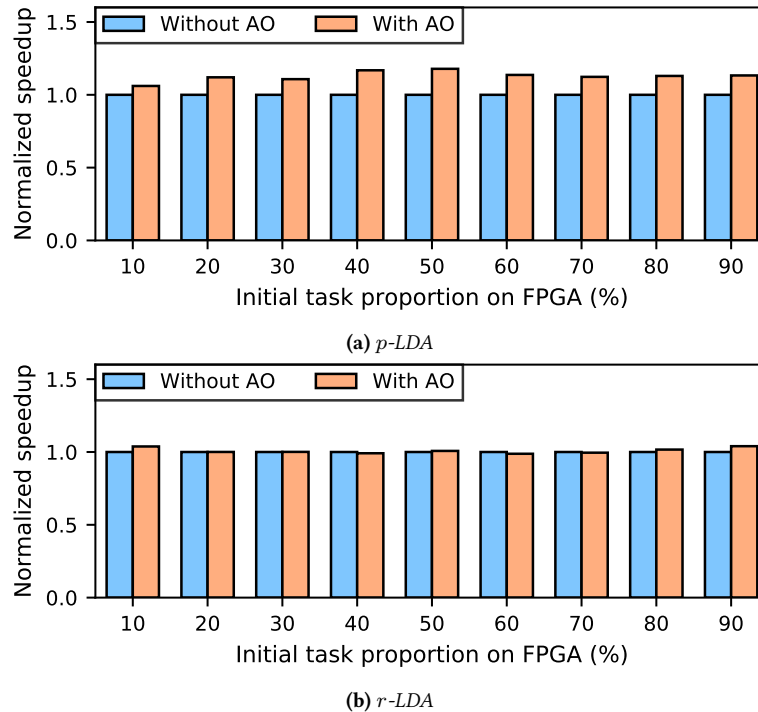 Without AO With AO
Normalized speedup
1.5
1.0
0.5
0.0
10 20 30 40 50 60 70 80 90
Initial task proportion on FPGA (%)
(a) p-LDA
Without AO With AO
Normalized speedup
1.5
1.0
0.5
0.0
10 20 30 40 50 60 70 80 90
Initial task proportion on FPGA (%)
(b) r-LDA